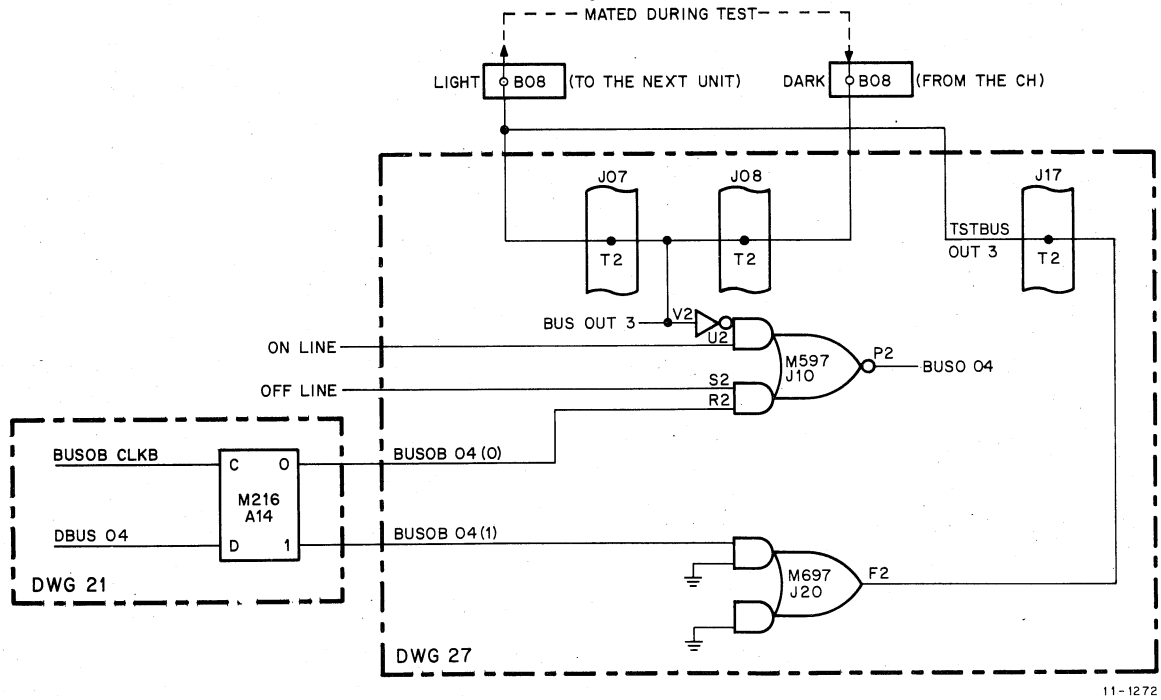 MATED DURING TEST
LIGHT B08 (TO THE NEXT UNIT) DARK B08 (FROM THE CH)
J07 J08 J17
T2 T2 TSTBUS OUT 3 T2
BUS OUT 3 V2
U2
ON LINE
M597 J10 P2 BUSO 04
OFF LINE S2
R2
BUSOB CLKB C 0 BUSOB 04 (0)
M216
A14
DBUS 04 D 1 BUSOB 04 (1)
DWG 21
M697 J20 F2
DWG 27
11-1272